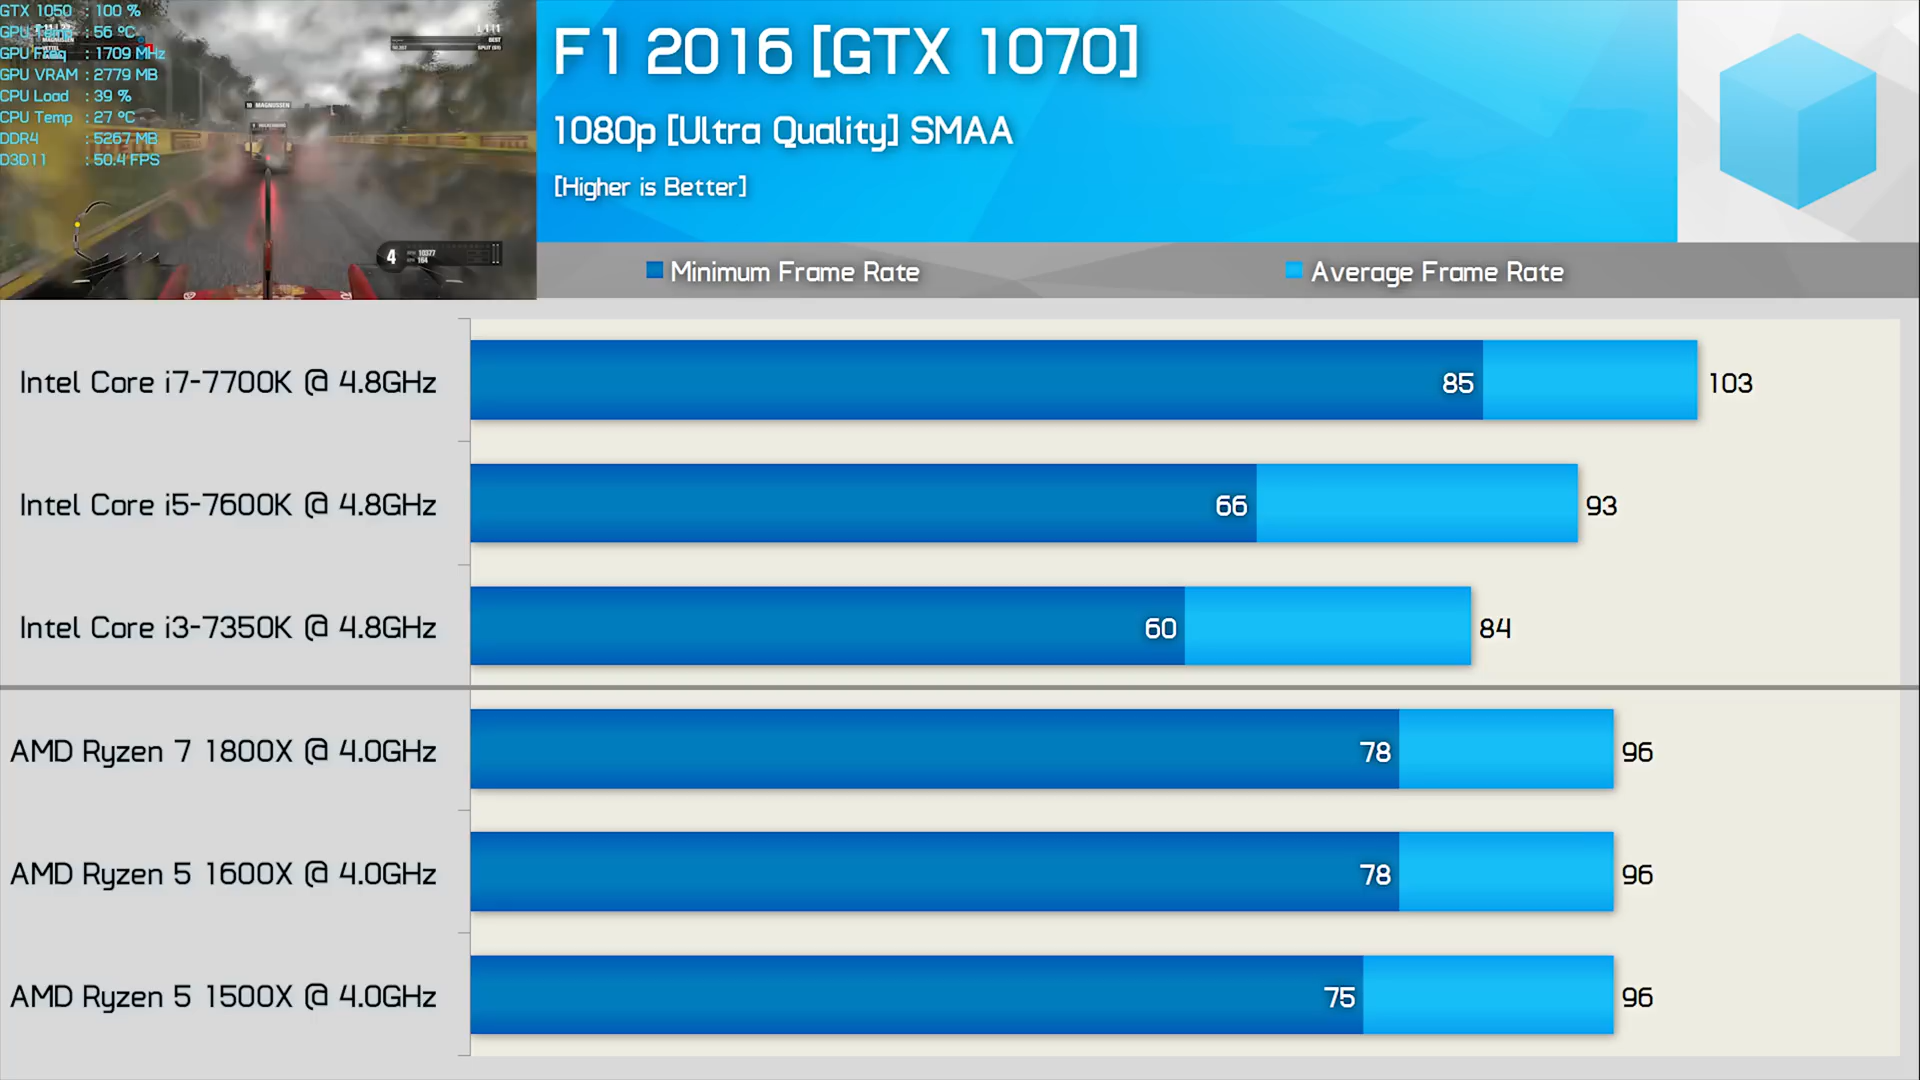 GTX 1050 : 100 %
GPU Temp : 56 °C
GPU Freq : 1709 MHz
GPU VRAM : 2779 MB
CPU Load : 39 %
CPU Temp : 27 °C
DDR4 : 5267 MB
D3D11 : 50.4 FPS
MAGNUSSEN
4
10377
164
F1 2016 [GTX 1070]
1080p [Ultra Quality] SMAA
[Higher is Better]
Minimum Frame Rate
Average Frame Rate
Intel Core i7-7700K @ 4.8GHz 85 103
Intel Core i5-7600K @ 4.8GHz 66 93
Intel Core i3-7350K @ 4.8GHz 60 84
AMD Ryzen 7 1800X @ 4.0GHz 78 96
AMD Ryzen 5 1600X @ 4.0GHz 78 96
AMD Ryzen 5 1500X @ 4.0GHz 75 96